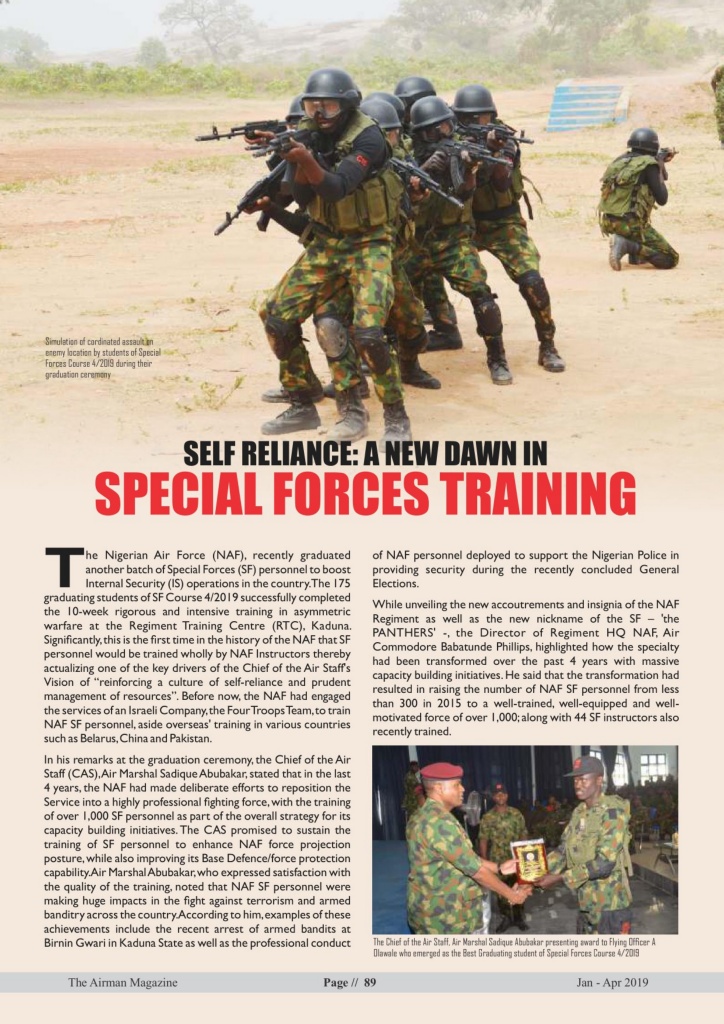 Simulation of cordinated assault on
enemy location by students of Special
Forces Course 4/2019 during their
graduation ceremony
SELF RELIANCE: A NEW DAWN IN
SPECIAL FORCES TRAINING
The Nigerian Air Force (NAF), recently graduated
another batch of Special Forces (SF) personnel to boost
Internal Security (IS) operations in the country.The 175
graduating students of SF Course 4/2019 successfully completed
the 10-week rigorous and intensive training in asymmetric
warfare at the Regiment Training Centre (RTC), Kaduna.
Significantly, this is the first time in the history of the NAF that SF
personnel would be trained wholly by NAF Instructors thereby
actualizing one of the key drivers of the Chief of the Air Staff's
Vision of “reinforcing a culture of self-reliance and prudent
management of resources”. Before now, the NAF had engaged
the services of an Israeli Company, the Four Troops Team, to train
NAF SF personnel, aside overseas' training in various countries
such as Belarus, China and Pakistan.
In his remarks at the graduation ceremony, the Chief of the Air
Staff (CAS), Air Marshal Sadique Abubakar, stated that in the last
4 years, the NAF had made deliberate efforts to reposition the
Service into a highly professional fighting force, with the training
of over 1,000 SF personnel as part of the overall strategy for its
capacity building initiatives. The CAS promised to sustain the
training of SF personnel to enhance NAF force projection
posture, while also improving its Base Defence/force protection
capability.Air Marshal Abubakar, who expressed satisfaction with
the quality of the training, noted that NAF SF personnel were
making huge impacts in the fight against terrorism and armed
banditry across the country.According to him, examples of these
achievements include the recent arrest of armed bandits at
Birnin Gwari in Kaduna State as well as the professional conduct
of NAF personnel deployed to support the Nigerian Police in
providing security during the recently concluded General
Elections.
While unveiling the new accoutrements and insignia of the NAF
Regiment as well as the new nickname of the SF – 'the
PANTHERS' -, the Director of Regiment HQ NAF, Air
Commodore Babatunde Phillips, highlighted how the specialty
had been transformed over the past 4 years with massive
capacity building initiatives. He said that the transformation had
resulted in raising the number of NAF SF personnel from less
than 300 in 2015 to a well-trained, well-equipped and well-
motivated force of over 1,000; along with 44 SF instructors also
recently trained.
The Chief of the Air Staff, Air Marshal Sadique Abubakar presenting award to Flying Officer A
Olawale who emerged as the Best Graduating student of Special Forces Course 4/2019
The Airman Magazine
Page // 89
Jan - Apr 2019